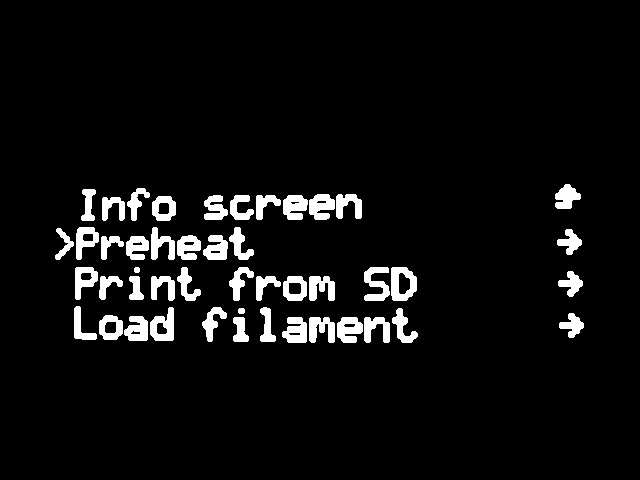 Info screen ⬏
>Preheat →
Print from SD →
Load filament →